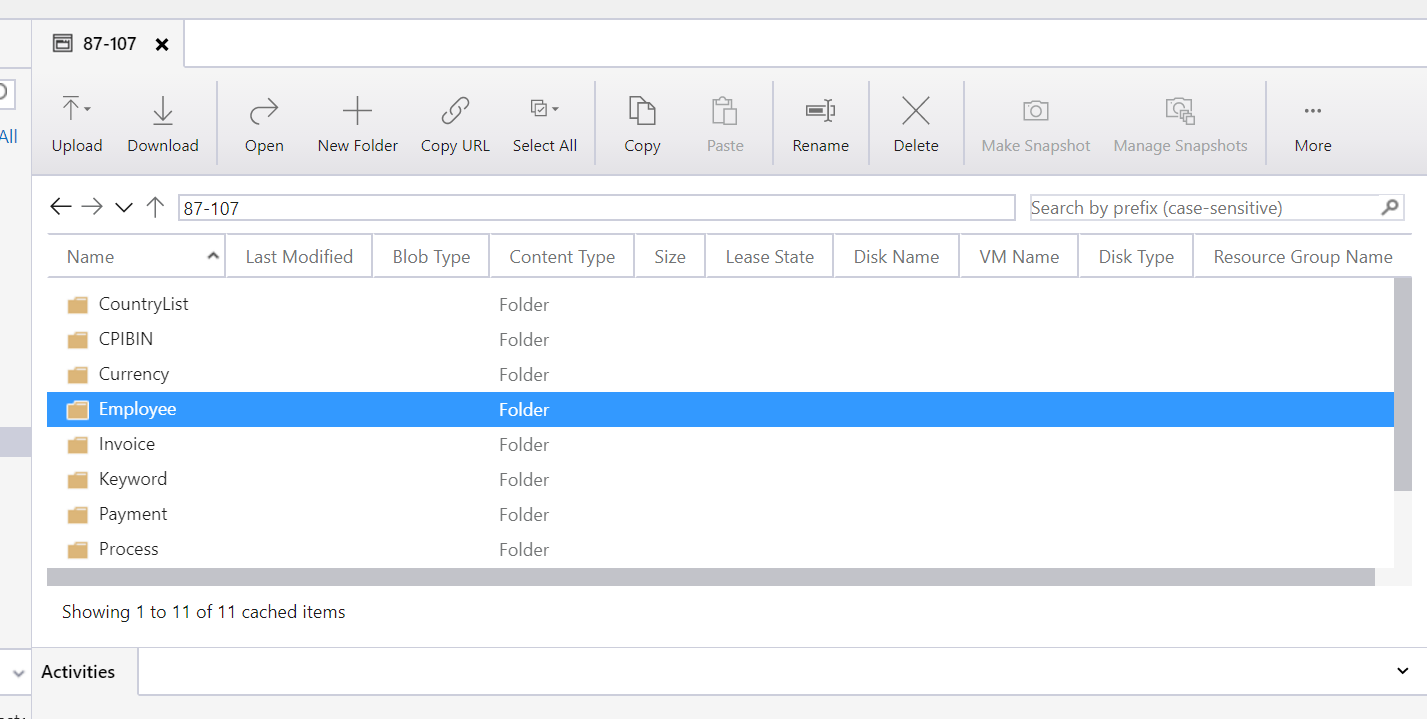 87-107
All
Upload Download Open New Folder Copy URL Select All Copy Paste Rename Delete Make Snapshot Manage Snapshots More
87-107 Search by prefix (case-sensitive)
Name Last Modified Blob Type Content Type Size Lease State Disk Name VM Name Disk Type Resource Group Name
CountryList Folder
CPIBIN Folder
Currency Folder
Employee Folder
Invoice Folder
Keyword Folder
Payment Folder
Process Folder
Showing 1 to 11 of 11 cached items
Activities